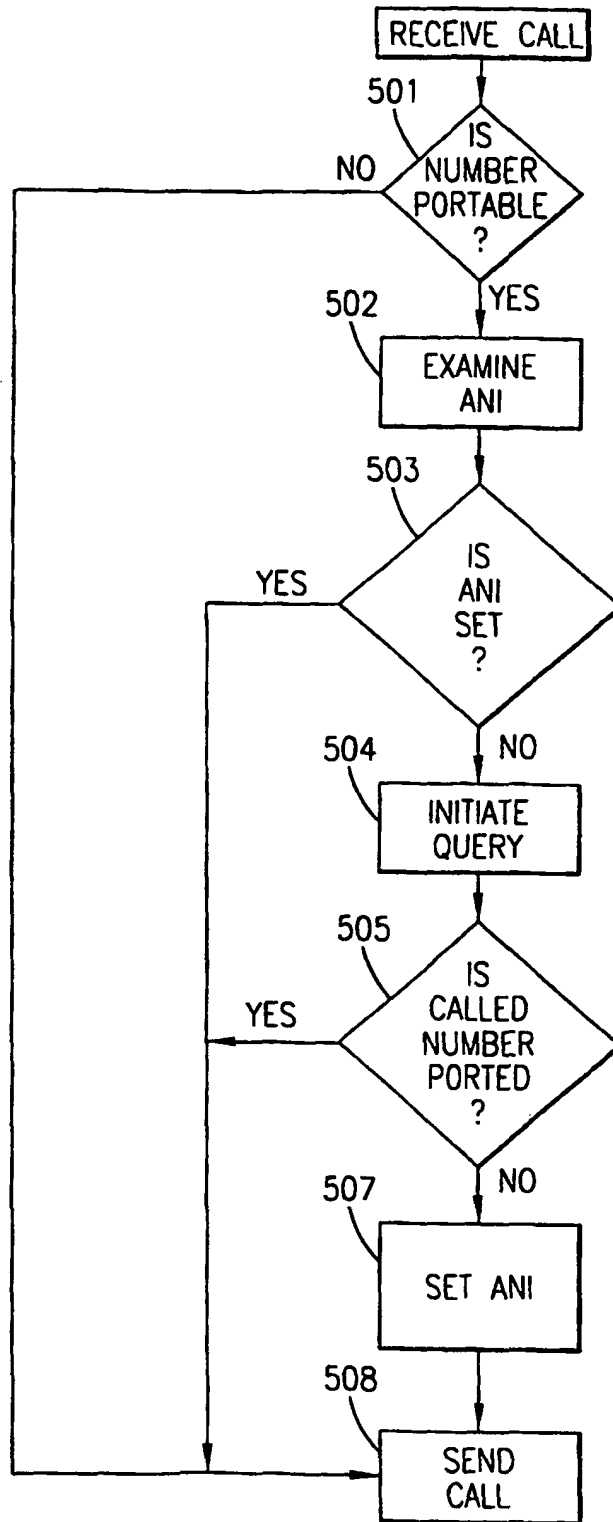 RECEIVE CALL
501
IS
NUMBER
PORTABLE
?
NO
YES
502
EXAMINE
ANI
503
IS
ANI
SET
?
YES
NO
504
INITIATE
QUERY
505
IS
CALLED
NUMBER
PORTED
?
YES
NO
507
SET ANI
508
SEND
CALL